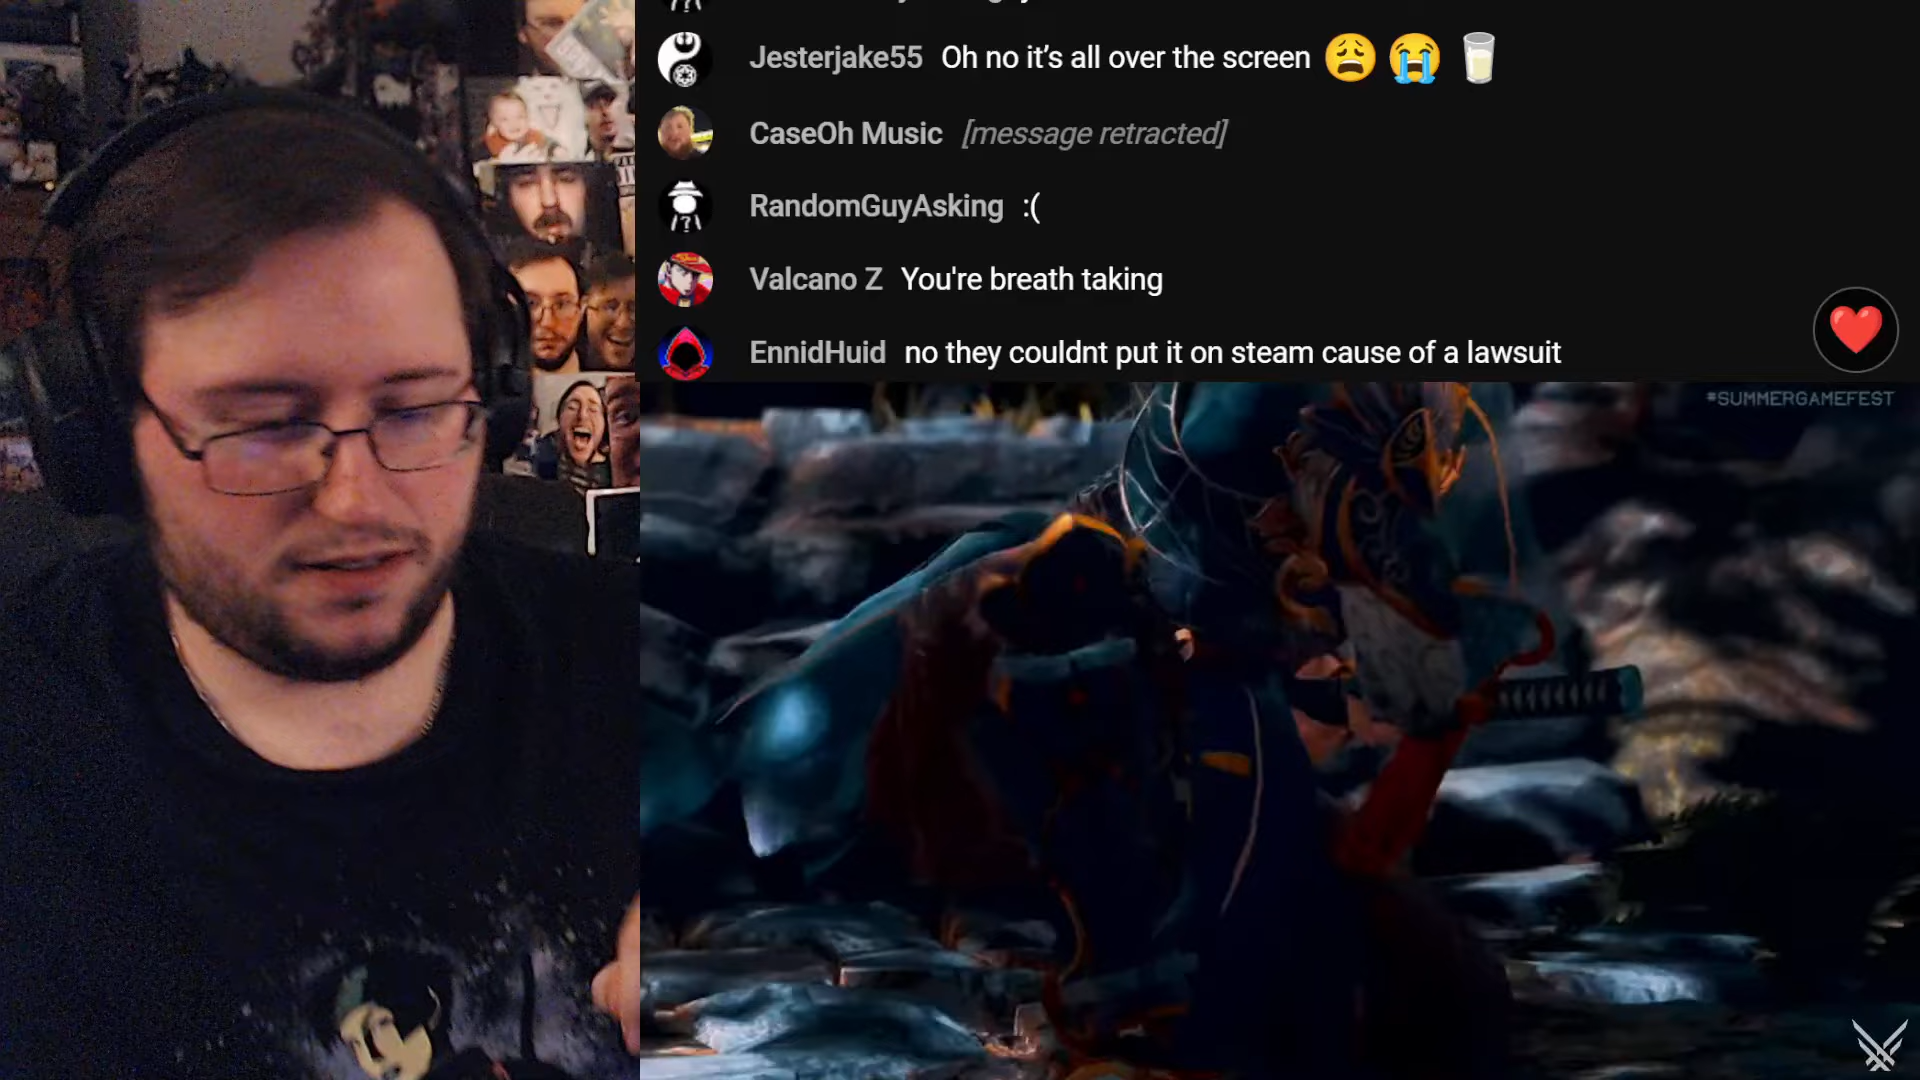 Jesterjake55 Oh no it's all over the screen 😩 😭 🥛
CaseOh Music [message retracted]
RandomGuyAsking :(
Valcano Z You're breath taking
EnnidHuid no they couldnt put it on steam cause of a lawsuit
#SUMMERGAMEFEST